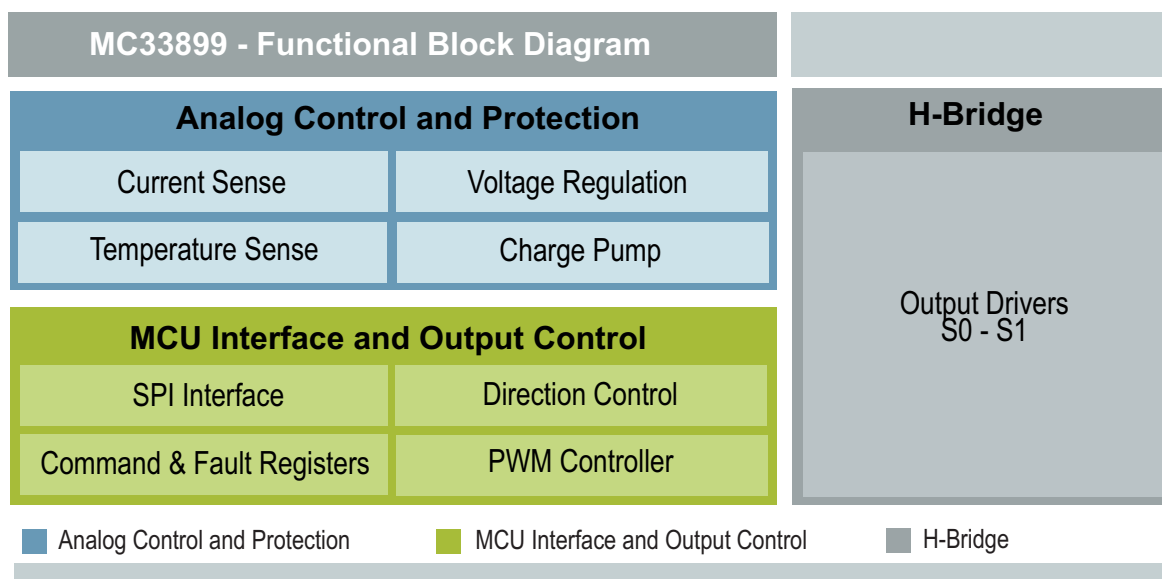 MC33899 - Functional Block Diagram
Analog Control and Protection
Current Sense
Voltage Regulation
Temperature Sense
Charge Pump
MCU Interface and Output Control
SPI Interface
Direction Control
Command & Fault Registers
PWM Controller
H-Bridge
Output Drivers
S0 - S1
Analog Control and Protection
MCU Interface and Output Control
H-Bridge